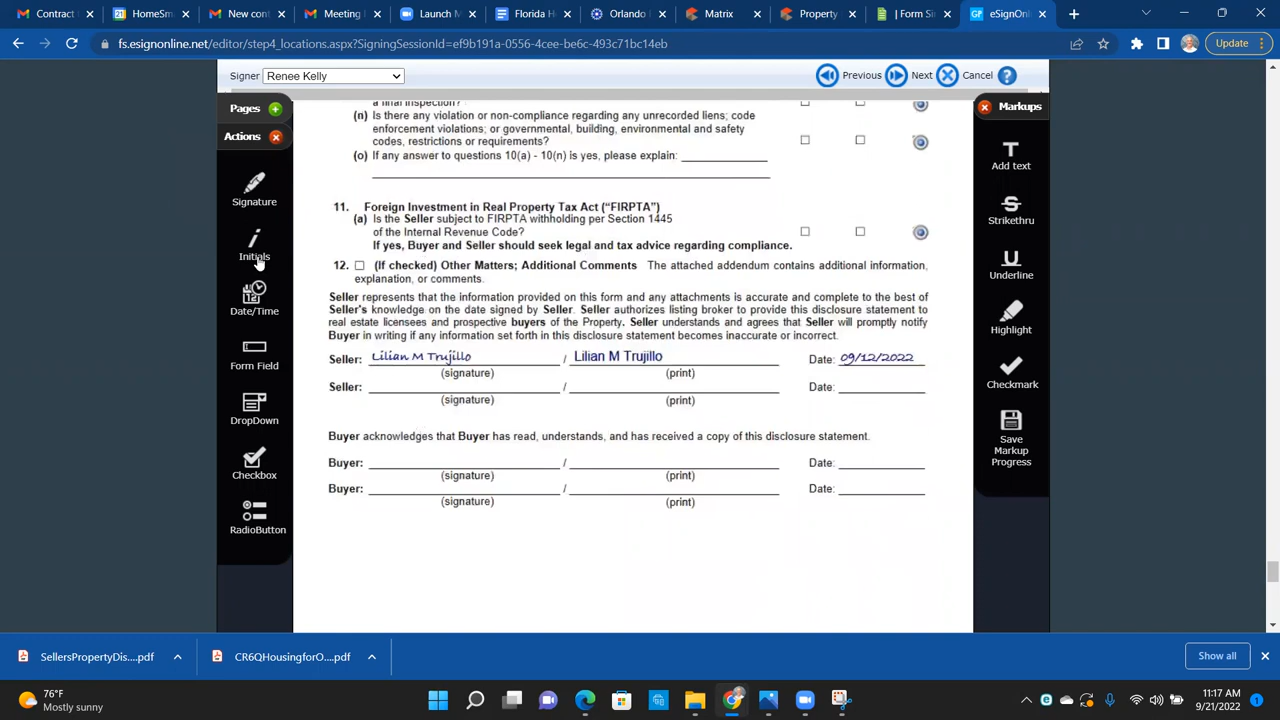 Contract
HomeSm
New cont
Meeting
Launch M
Florida H
Orlando
Matrix
Property
Form Sim
eSignOnli
fs.esignonline.net/editor/step4_locations.aspx?SigningSessionId=ef9b191a-0556-4cee-be6c-493c71bc14eb
Update
Signer Renee Kelly
Previous Next Cancel ?
Pages
Actions
Signature
Initials
Date/Time
Form Field
DropDown
Checkbox
RadioButton
a final inspection?
(n) Is there any violation or non-compliance regarding any unrecorded liens; code
enforcement violations; or governmental, building, environmental and safety
codes, restrictions or requirements?
(o) If any answer to questions 10(a) - 10(n) is yes, please explain:
11. Foreign Investment in Real Property Tax Act ("FIRPTA")
(a) Is the Seller subject to FIRPTA withholding per Section 1445
of the Internal Revenue Code?
If yes, Buyer and Seller should seek legal and tax advice regarding compliance.
12. (If checked) Other Matters; Additional Comments The attached addendum contains additional information,
explanation, or comments.
Seller represents that the information provided on this form and any attachments is accurate and complete to the best of
Seller's knowledge on the date signed by Seller. Seller authorizes listing broker to provide this disclosure statement to
real estate licensees and prospective buyers of the Property. Seller understands and agrees that Seller will promptly notify
Buyer in writing if any information set forth in this disclosure statement becomes inaccurate or incorrect.
Seller: Lilian M Trujillo / Lilian M Trujillo Date: 09/12/2022
(signature) (print)
Seller: / Date:
(signature) (print)
Buyer acknowledges that Buyer has read, understands, and has received a copy of this disclosure statement.
Buyer: / Date:
(signature) (print)
Buyer: / Date:
(signature) (print)
Markups
Add text
Strikethru
Underline
Highlight
Checkmark
Save
Markup
Progress
SellersPropertyDis....pdf
CR6QHousingforO....pdf
Show all
76°F
Mostly sunny
11:17 AM
9/21/2022